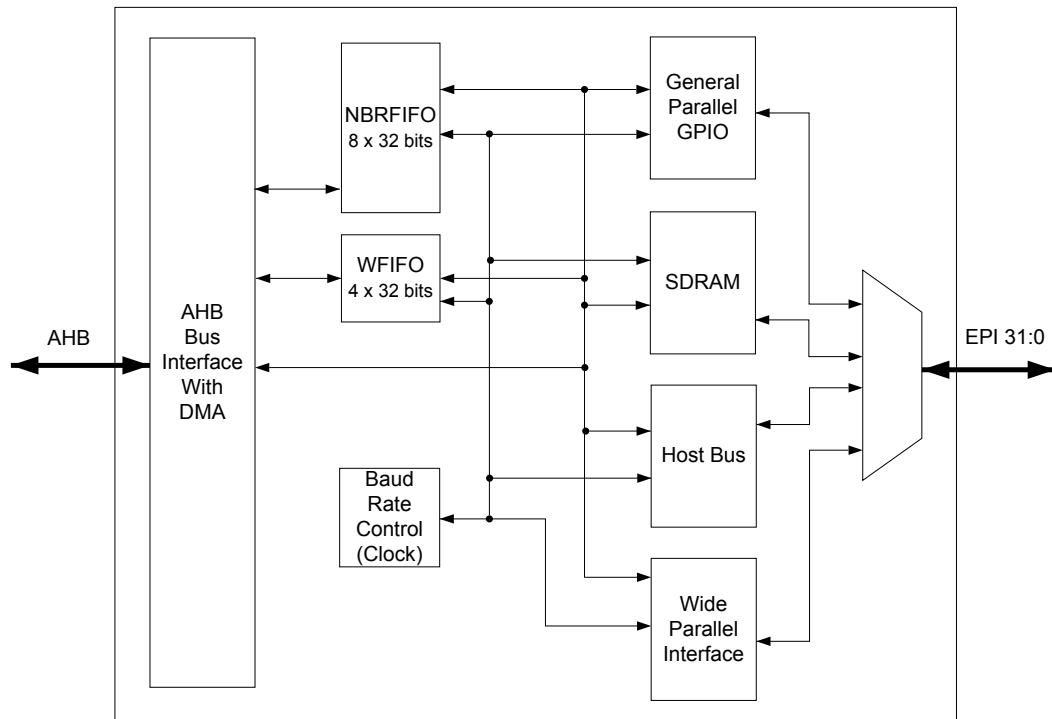 AHB
AHB
Bus
Interface
With
DMA
NBRFIFO
8 x 32 bits
WFIFO
4 x 32 bits
Baud
Rate
Control
(Clock)
General
Parallel
GPIO
SDRAM
Host Bus
Wide
Parallel
Interface
EPI 31:0